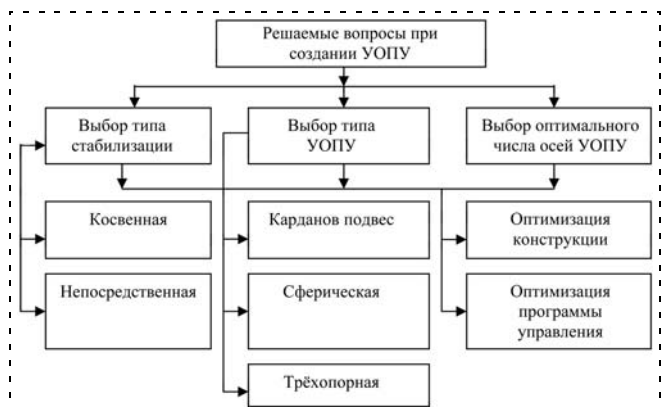 Решаемые вопросы при
создании УОПУ
Выбор типа
стабилизации
Выбор типа
УОПУ
Выбор оптимального
числа осей УОПУ
Косвенная
Карданов подвес
Оптимизация
конструкции
Непосредственная
Сферическая
Оптимизация
программы
управления
Трёхопорная